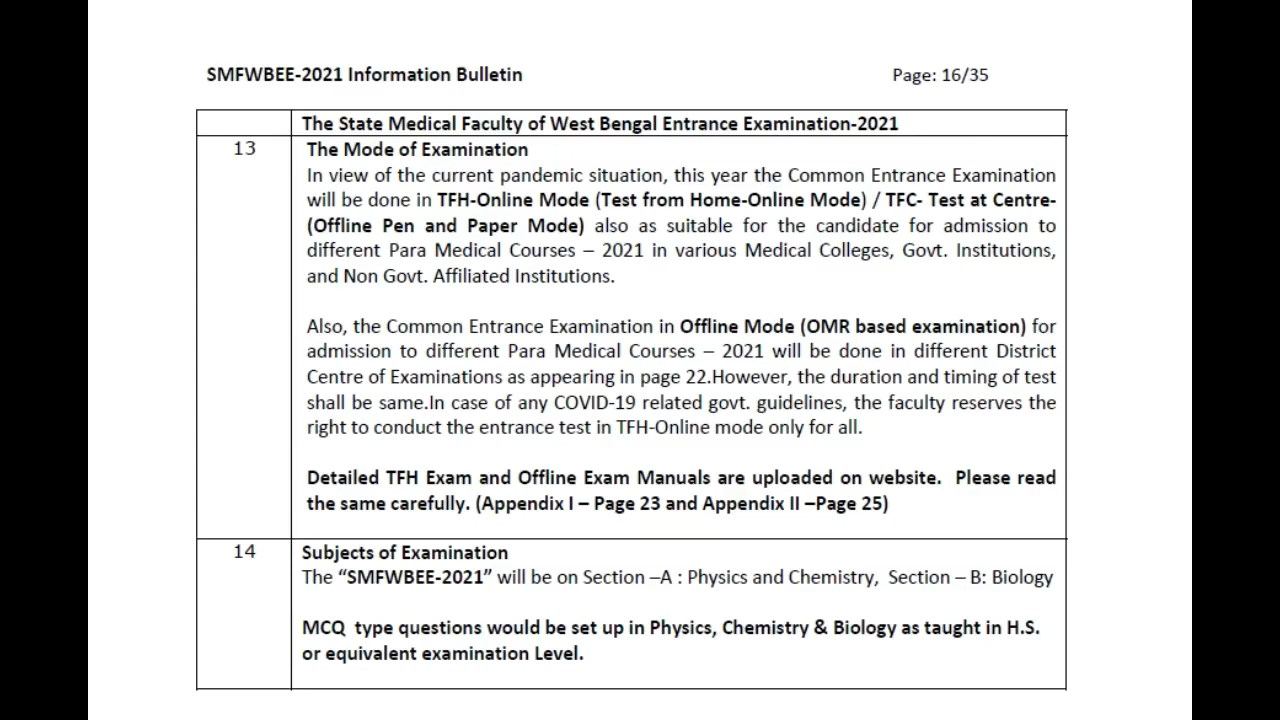 SMFWBEE-2021 Information Bulletin Page: 16/35
The State Medical Faculty of West Bengal Entrance Examination-2021
13 The Mode of Examination
In view of the current pandemic situation, this year the Common Entrance Examination
will be done in TFH-Online Mode (Test from Home-Online Mode) / TFC- Test at Centre-
(Offline Pen and Paper Mode) also as suitable for the candidate for admission to
different Para Medical Courses – 2021 in various Medical Colleges, Govt. Institutions,
and Non Govt. Affiliated Institutions.
Also, the Common Entrance Examination in Offline Mode (OMR based examination) for
admission to different Para Medical Courses – 2021 will be done in different District
Centre of Examinations as appearing in page 22.However, the duration and timing of test
shall be same.In case of any COVID-19 related govt. guidelines, the faculty reserves the
right to conduct the entrance test in TFH-Online mode only for all.
Detailed TFH Exam and Offline Exam Manuals are uploaded on website. Please read
the same carefully. (Appendix I – Page 23 and Appendix II –Page 25)
14 Subjects of Examination
The “SMFWBEE-2021” will be on Section –A : Physics and Chemistry, Section – B: Biology
MCQ type questions would be set up in Physics, Chemistry & Biology as taught in H.S.
or equivalent examination Level.